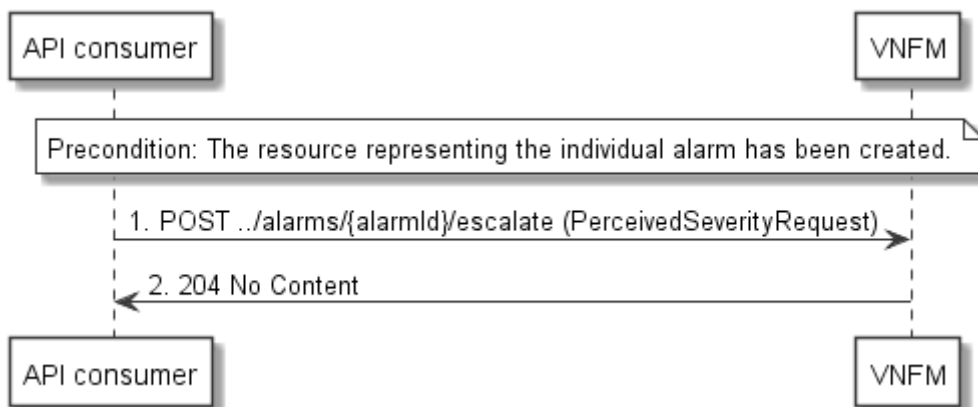 API consumer
VNFM
Precondition: The resource representing the individual alarm has been created.
1. POST ../alarms/{alarmId}/escalate (PerceivedSeverityRequest)
2. 204 No Content
API consumer
VNFM